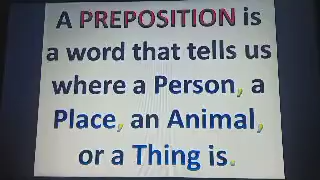 A PREPOSITION is
a word that tells us
where a Person, a
Place, an Animal,
or a Thing is.